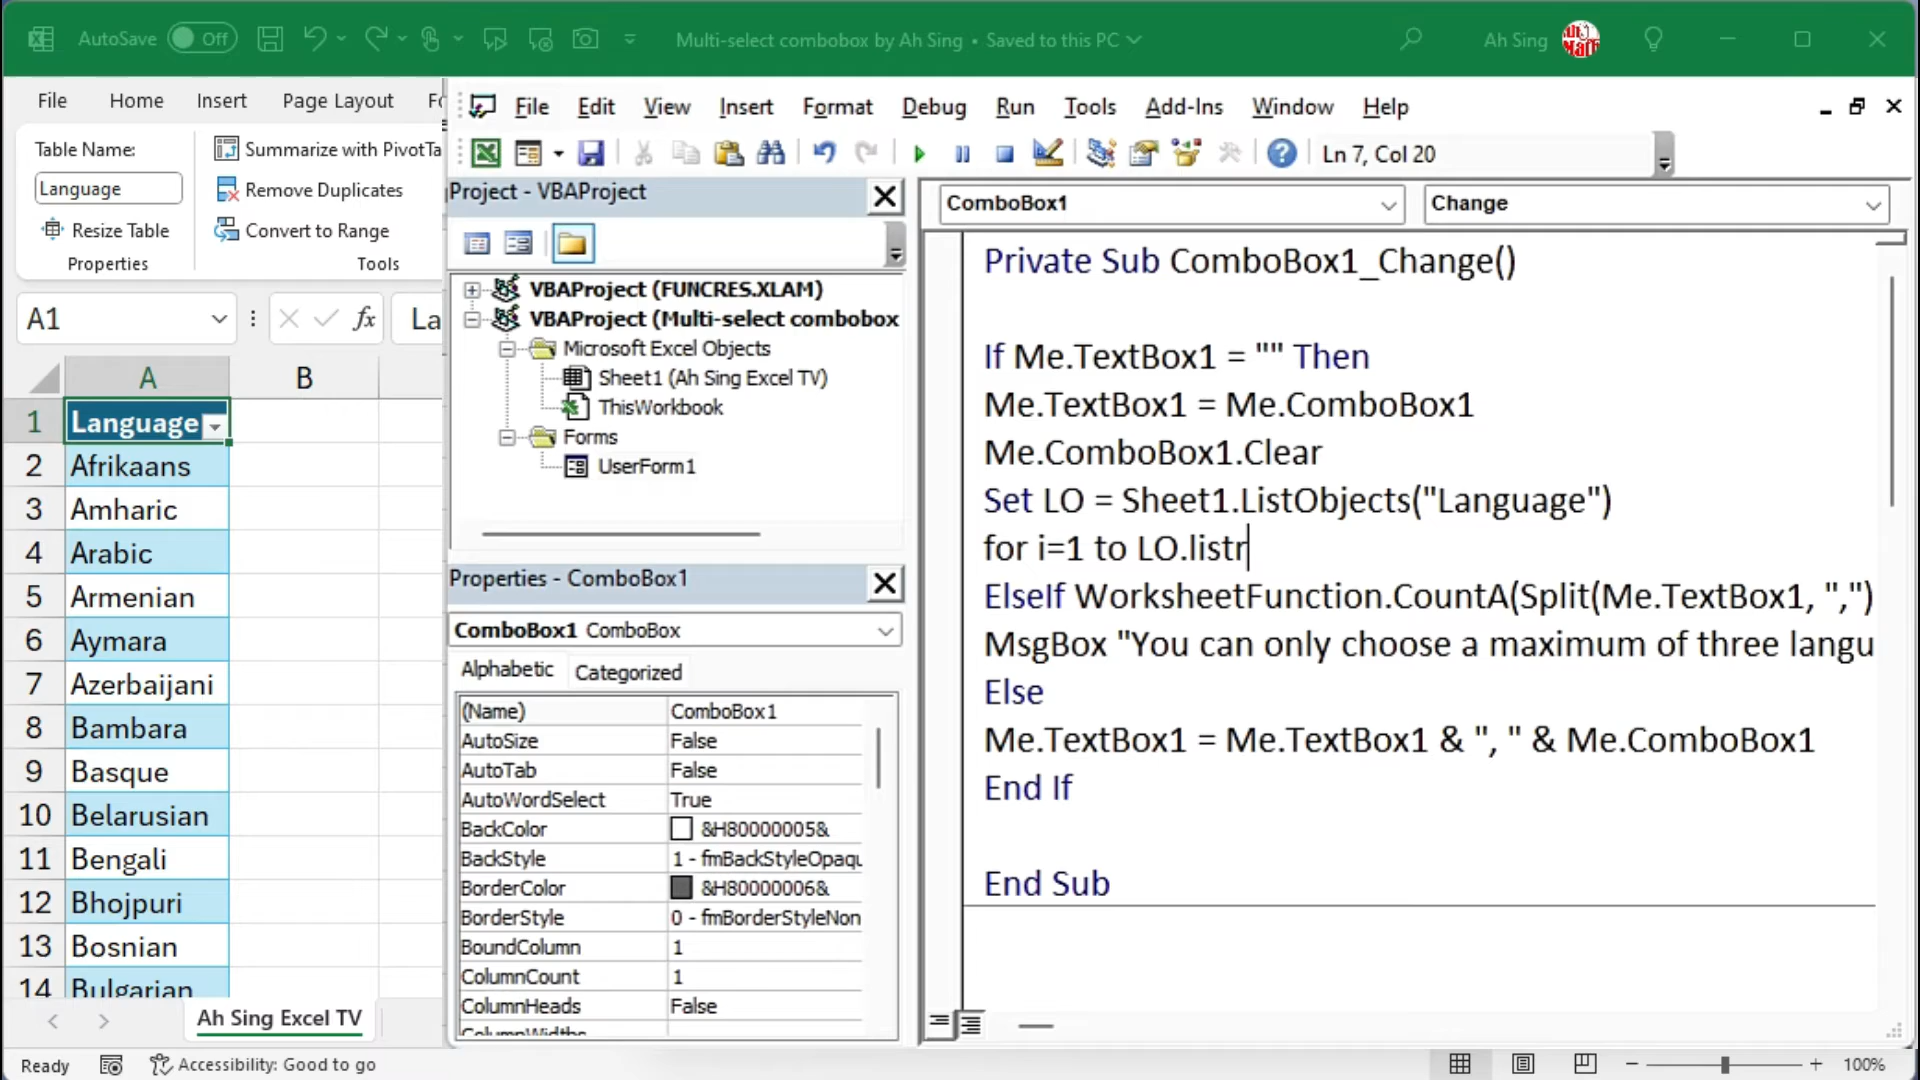 AutoSave Off Multi-select combobox by Ah Sing • Saved to this PC Ah Sing
File Home Insert Page Layout
Table Name:
Language
Resize Table
Properties
Summarize with PivotTa
Remove Duplicates
Convert to Range
Tools
A1 fx La
A B
1 Language
2 Afrikaans
3 Amharic
4 Arabic
5 Armenian
6 Aymara
7 Azerbaijani
8 Bambara
9 Basque
10 Belarusian
11 Bengali
12 Bhojpuri
13 Bosnian
14 Bulgarian
Ah Sing Excel TV
Ready Accessibility: Good to go 100%
File Edit View Insert Format Debug Run Tools Add-Ins Window Help
Ln 7, Col 20
Project - VBAProject
VBAProject (FUNCRES.XLAM)
VBAProject (Multi-select combobox
Microsoft Excel Objects
Sheet1 (Ah Sing Excel TV)
ThisWorkbook
Forms
UserForm1
Properties - ComboBox1
ComboBox1 ComboBox
Alphabetic Categorized
(Name) ComboBox1
AutoSize False
AutoTab False
AutoWordSelect True
BackColor &H80000005&
BackStyle 1 - fmBackStyleOpaqu
BorderColor &H80000006&
BorderStyle 0 - fmBorderStyleNon
BoundColumn 1
ColumnCount 1
ColumnHeads False
ColumnWidths
ComboBox1 Change
Private Sub ComboBox1_Change()
If Me.TextBox1 = "" Then
Me.TextBox1 = Me.ComboBox1
Me.ComboBox1.Clear
Set LO = Sheet1.ListObjects("Language")
for i=1 to LO.listr
ElseIf WorksheetFunction.CountA(Split(Me.TextBox1, ",")
MsgBox "You can only choose a maximum of three langu
Else
Me.TextBox1 = Me.TextBox1 & ", " & Me.ComboBox1
End If
End Sub